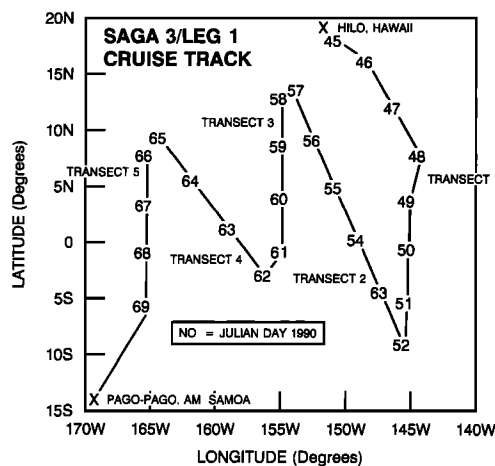 SAGA 3/LEG 1
CRUISE TRACK
X HILO, HAWAII
20N
15N
10N
5N
0
5S
10S
15S
LATITUDE (Degrees)
45
46
47
48
TRANSECT
49
50
51
52
63
54
55
56
57
TRANSECT 2
58
59
60
61
TRANSECT 3
62
63
64
65
TRANSECT 4
66
67
68
69
TRANSECT 5
NO = JULIAN DAY 1990
X PAGO-PAGO, AM SAMOA
170W
165W
160W
155W
150W
145W
140W
LONGITUDE (Degrees)